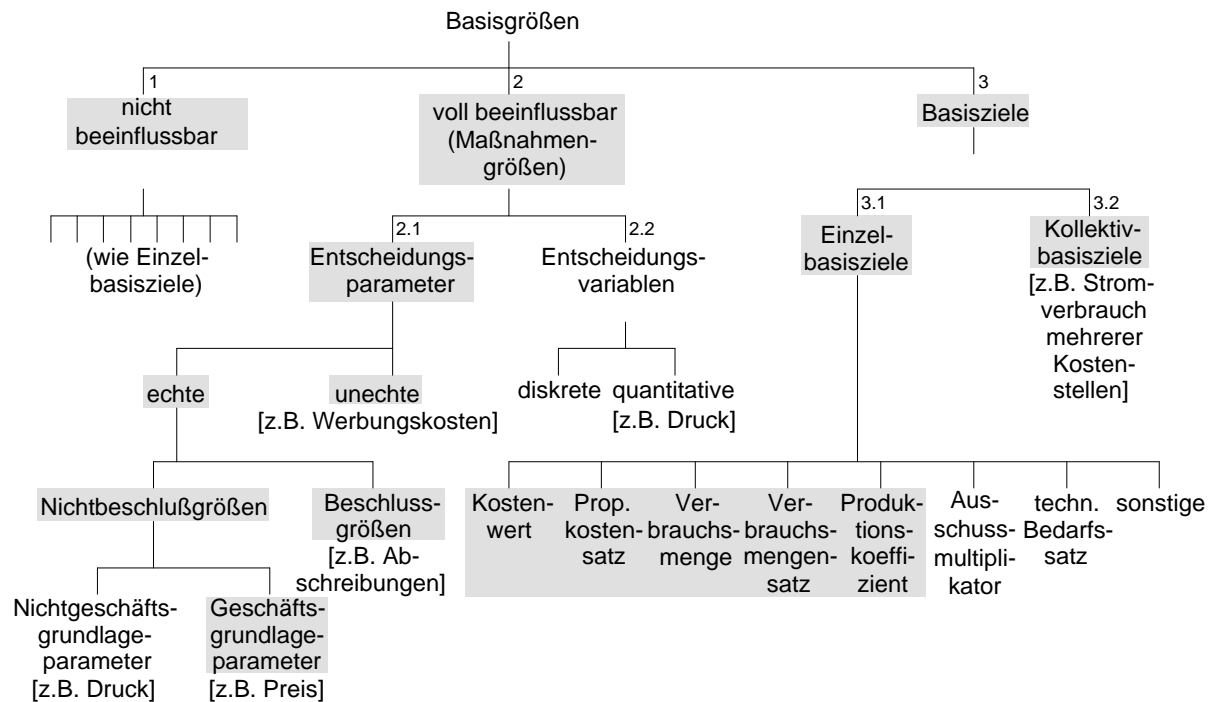 Basisgrößen
1
2
3
nicht
beeinflussbar
voll beeinflussbar
(Maßnahmen-
größen)
Basisziele
2.1
2.2
3.1
3.2
(wie Einzel-
basisziele)
Entscheidungs-
parameter
Entscheidungs-
variablen
Einzel-
basisziele
Kollektiv-
basisziele
[z.B. Strom-
verbrauch
mehrerer
Kosten-
stellen]
echte
unechte
[z.B. Werbungskosten]
diskrete
quantitative
[z.B. Druck]
Nichtbeschlußgrößen
Beschluss-
größen
[z.B. Ab-
schreibungen]
Kosten-
wert
Prop.
kosten-
satz
Ver-
brauchs-
menge
Ver-
brauchs-
mengen-
satz
Produk-
tions-
koeffi-
zient
Aus-
schuss-
multipli-
kator
techn.
Bedarfs-
satz
sonstige
Nichtgeschäfts-
grundlage-
parameter
[z.B. Druck]
Geschäfts-
grundlage-
parameter
[z.B. Preis]